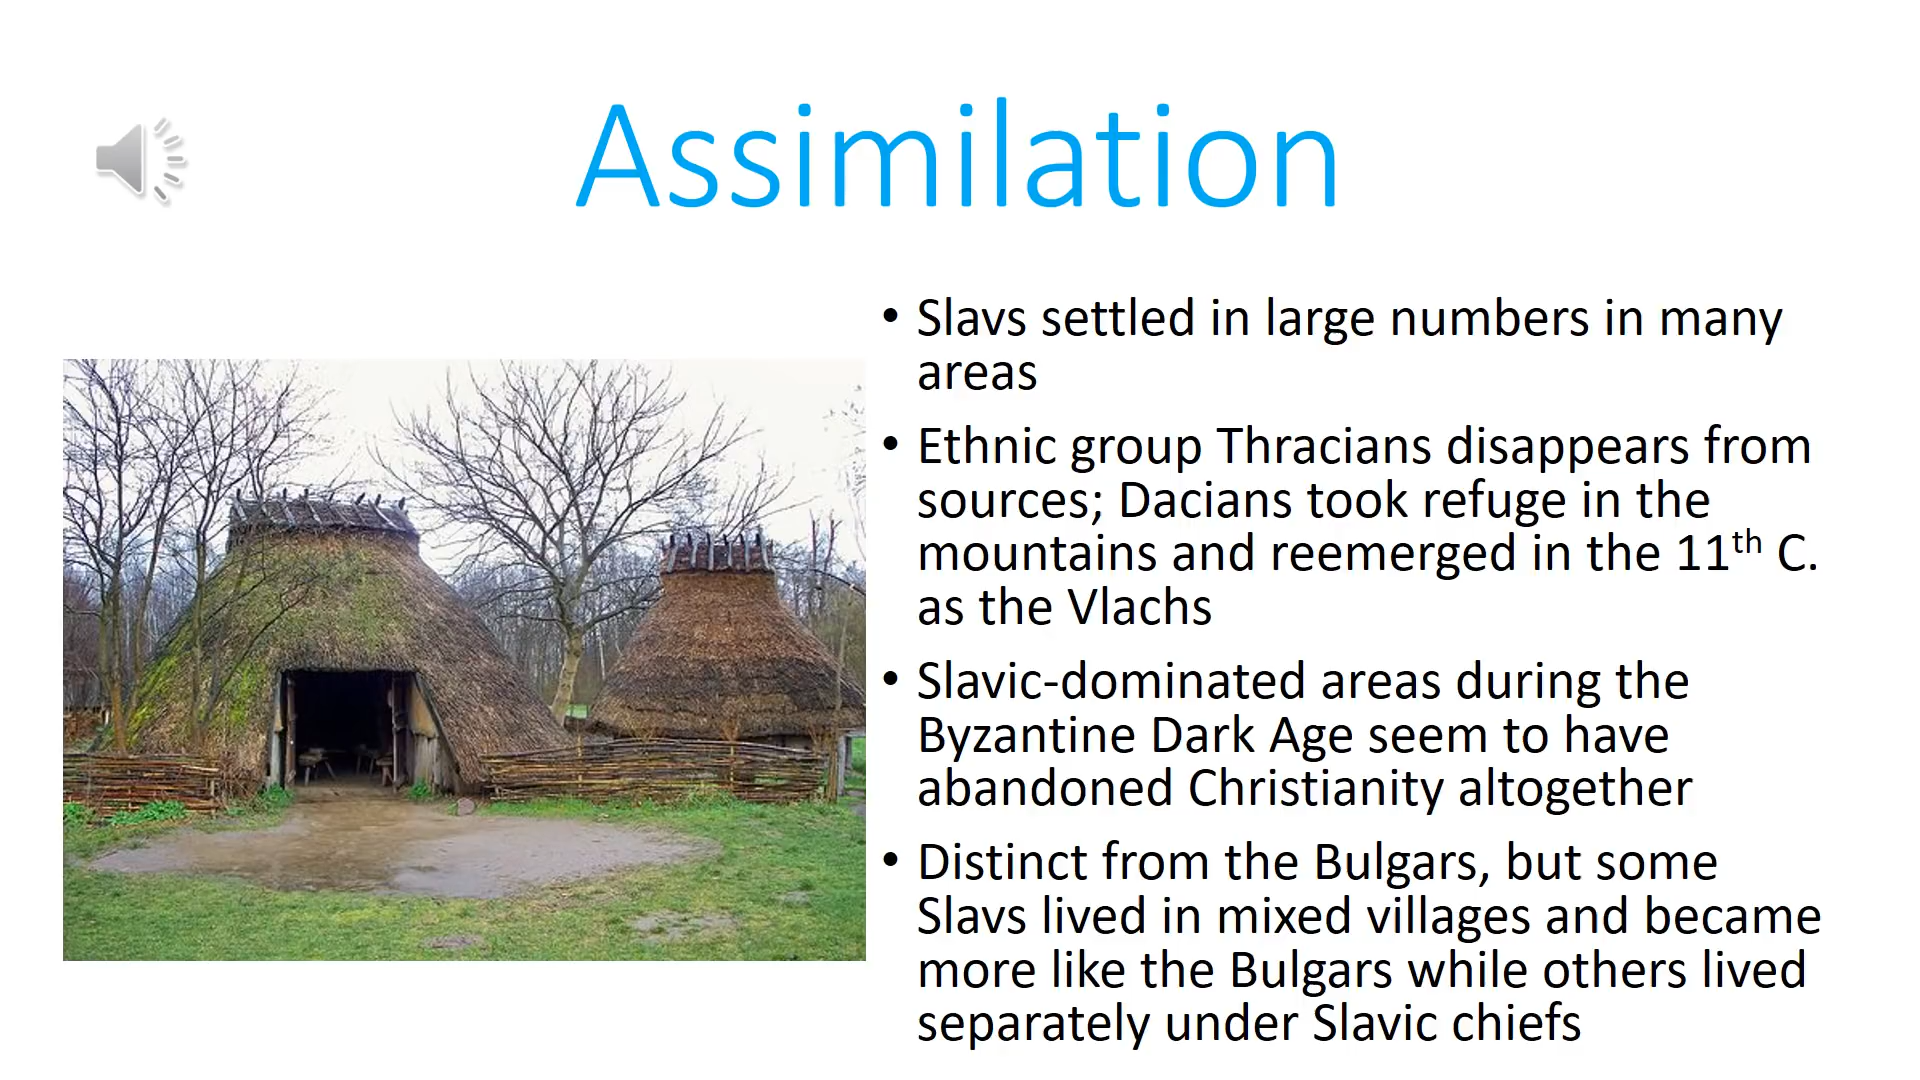 Assimilation
• Slavs settled in large numbers in many
areas
• Ethnic group Thracians disappears from
sources; Dacians took refuge in the
mountains and reemerged in the 11th C.
as the Vlachs
• Slavic-dominated areas during the
Byzantine Dark Age seem to have
abandoned Christianity altogether
• Distinct from the Bulgars, but some
Slavs lived in mixed villages and became
more like the Bulgars while others lived
separately under Slavic chiefs